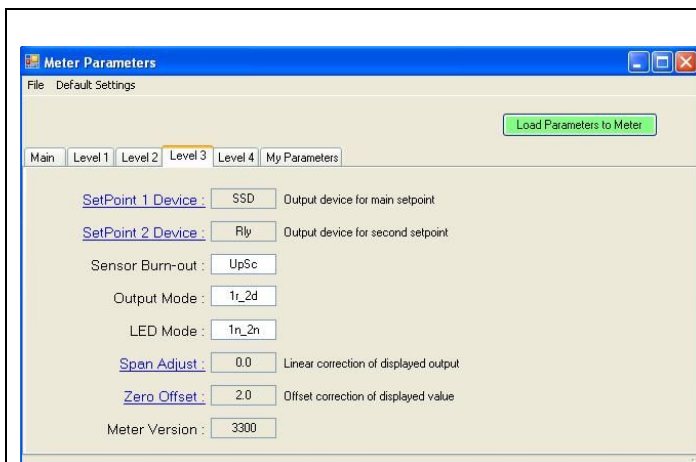 Meter Parameters
File Default Settings
Load Parameters to Meter
Main Level 1 Level 2 Level 3 Level 4 My Parameters
SetPoint 1 Device : SSD Output device for main setpoint
SetPoint 2 Device : Rly Output device for second setpoint
Sensor Burn-out : UpSc
Output Mode : 1r_2d
LED Mode : 1n_2n
Span Adjust : 0.0 Linear correction of displayed output
Zero Offset : 2.0 Offset correction of displayed value
Meter Version : 3300